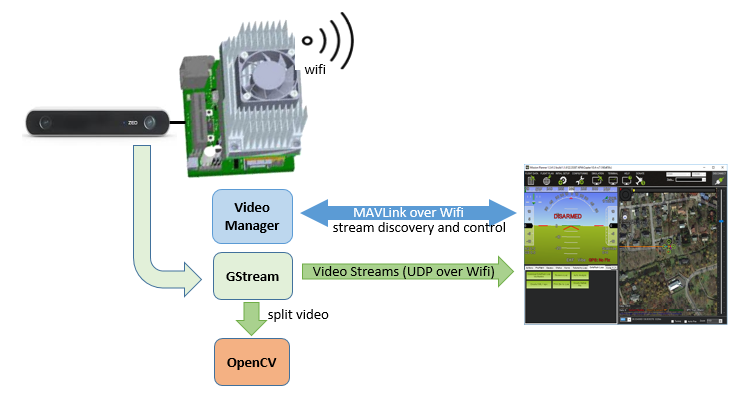 wifi
ZED
Video
Manager
MAVLink over Wifi
stream discovery and control
DISARMED
GStream
Video Streams (UDP over Wifi)
split video
OpenCV